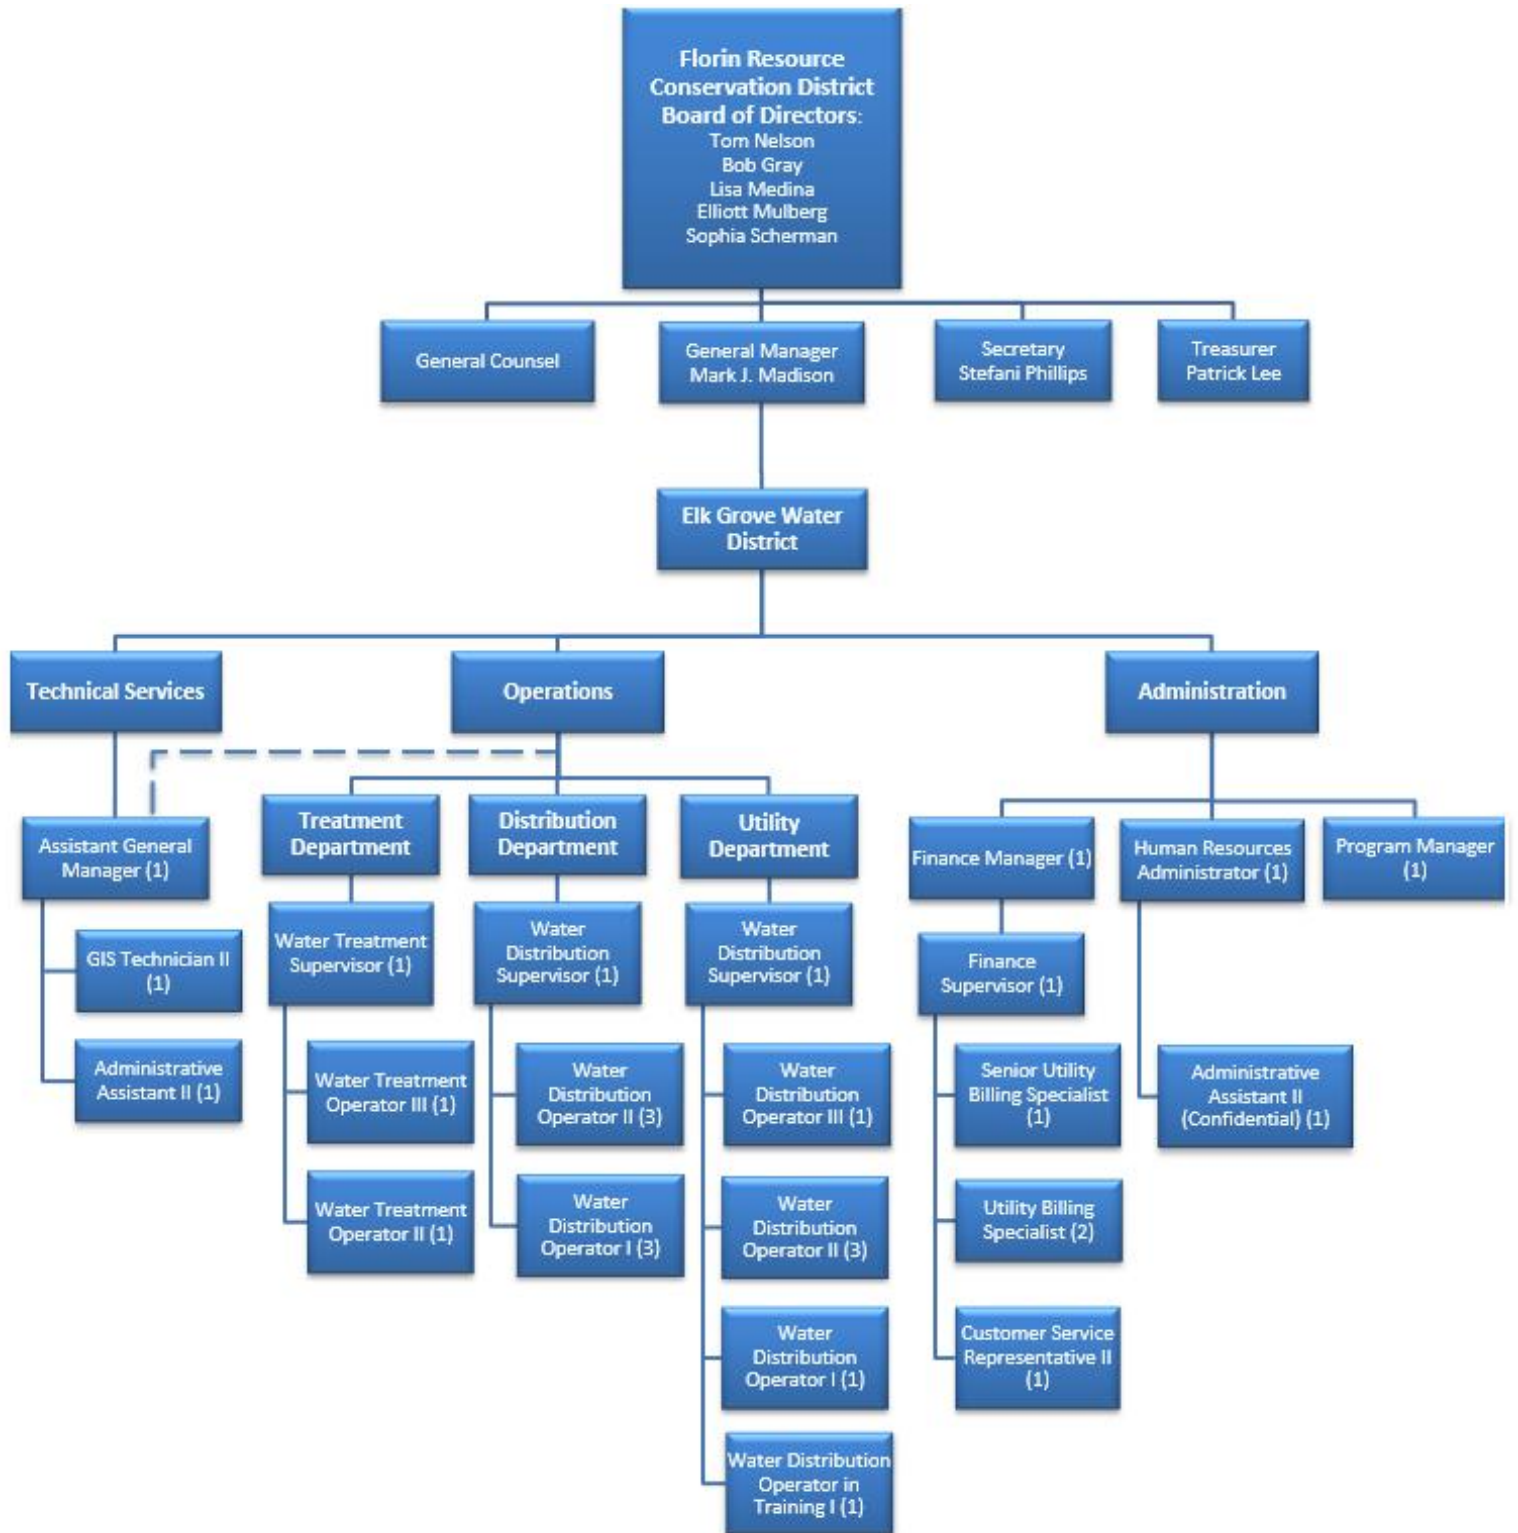 Florin Resource
Conservation District
Board of Directors:
Tom Nelson
Bob Gray
Lisa Medina
Elliott Mulberg
Sophia Scherman
General Counsel
General Manager
Mark J. Madison
Secretary
Stefani Phillips
Treasurer
Patrick Lee
Elk Grove Water
District
Technical Services
Operations
Administration
Assistant General
Manager (1)
GIS Technician II
(1)
Administrative
Assistant II (1)
Treatment
Department
Water Treatment
Supervisor (1)
Water Treatment
Operator III (1)
Water Treatment
Operator II (1)
Distribution
Department
Water
Distribution
Supervisor (1)
Water
Distribution
Operator II (3)
Water
Distribution
Operator I (3)
Utility
Department
Water
Distribution
Supervisor (1)
Water
Distribution
Operator III (1)
Water
Distribution
Operator II (3)
Water
Distribution
Operator I (1)
Water Distribution
Operator in
Training I (1)
Finance Manager (1)
Finance
Supervisor (1)
Senior Utility
Billing Specialist
(1)
Utility Billing
Specialist (2)
Customer Service
Representative II
(1)
Human Resources
Administrator (1)
Administrative
Assistant II
(Confidential) (1)
Program Manager
(1)